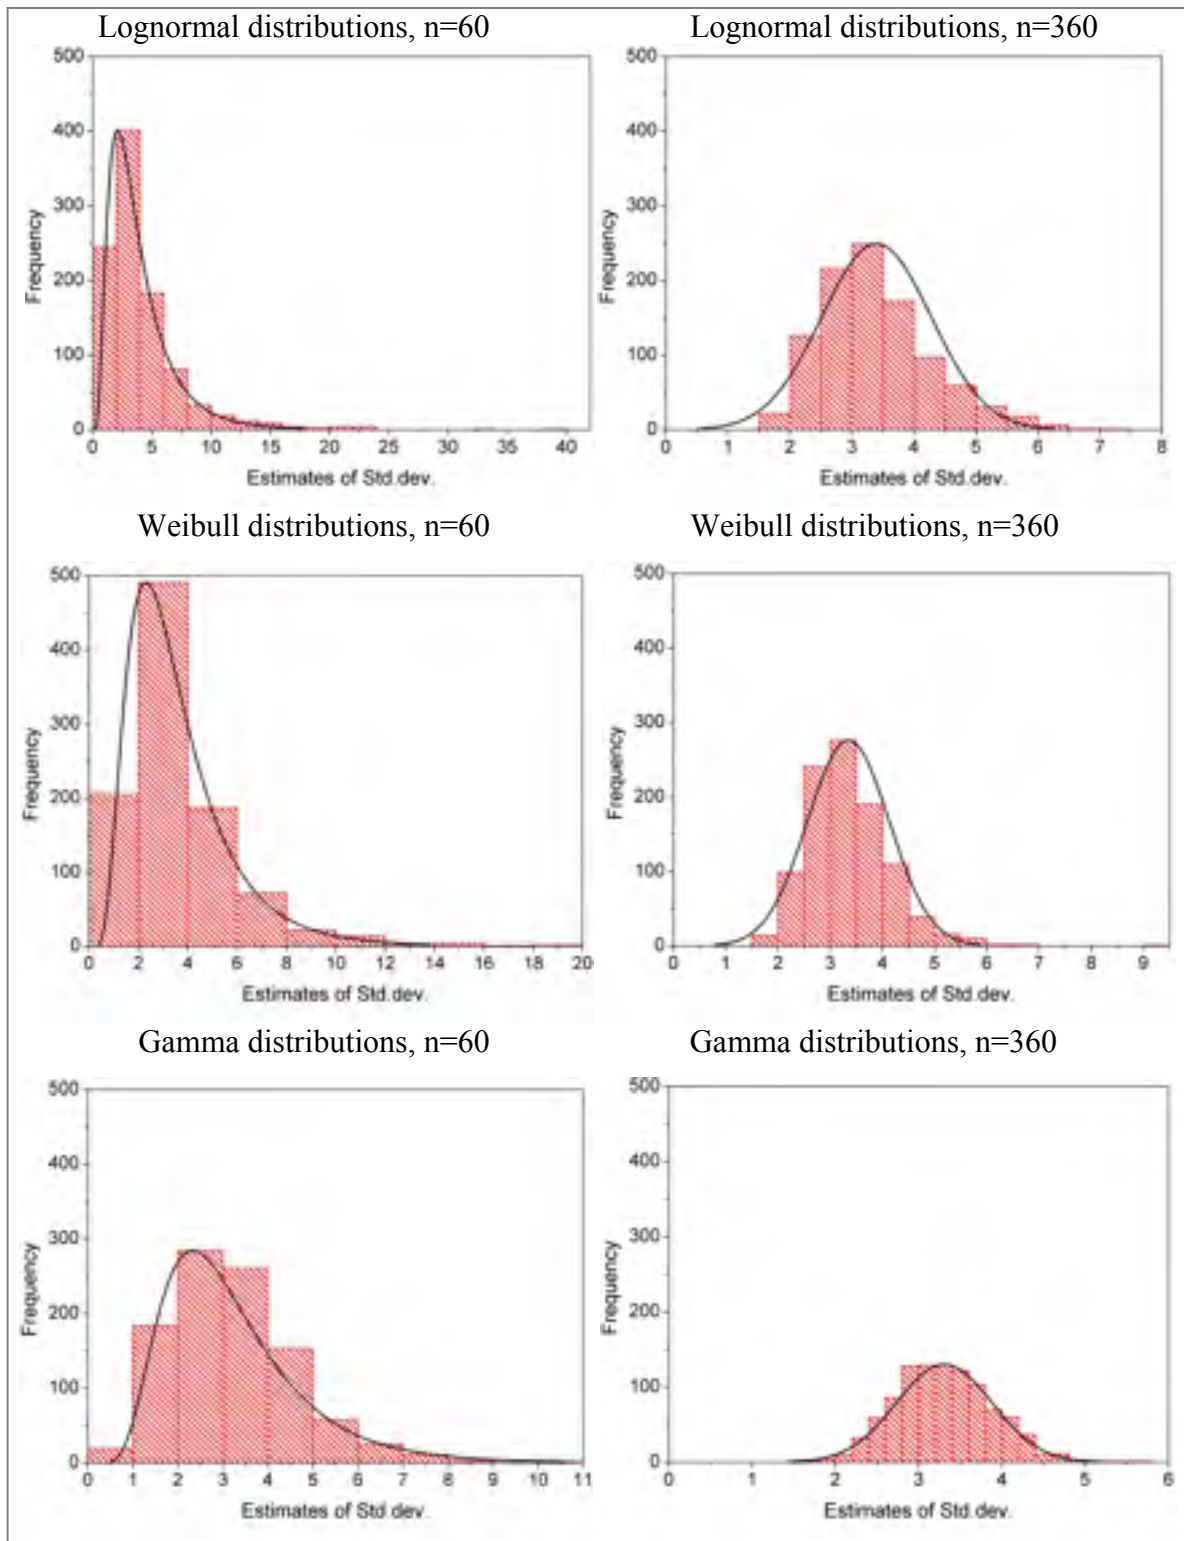 Lognormal distributions, n=60
Lognormal distributions, n=360
500
400
300
200
100
0
Frequency
0 5 10 15 20 25 30 35 40
Estimates of Std.dev.
500
400
300
200
100
0
Frequency
0 1 2 3 4 5 6 7 8
Estimates of Std.dev.
Weibull distributions, n=60
Weibull distributions, n=360
500
400
300
200
100
0
Frequency
0 2 4 6 8 10 12 14 16 18 20
Estimates of Std.dev.
500
400
300
200
100
0
Frequency
0 1 2 3 4 5 6 7 8 9
Estimates of Std.dev.
Gamma distributions, n=60
Gamma distributions, n=360
500
400
300
200
100
0
Frequency
0 1 2 3 4 5 6 7 8 9 10 11
Estimates of Std.dev.
500
400
300
200
100
0
Frequency
0 1 2 3 4 5 6
Estimates of Std.dev.